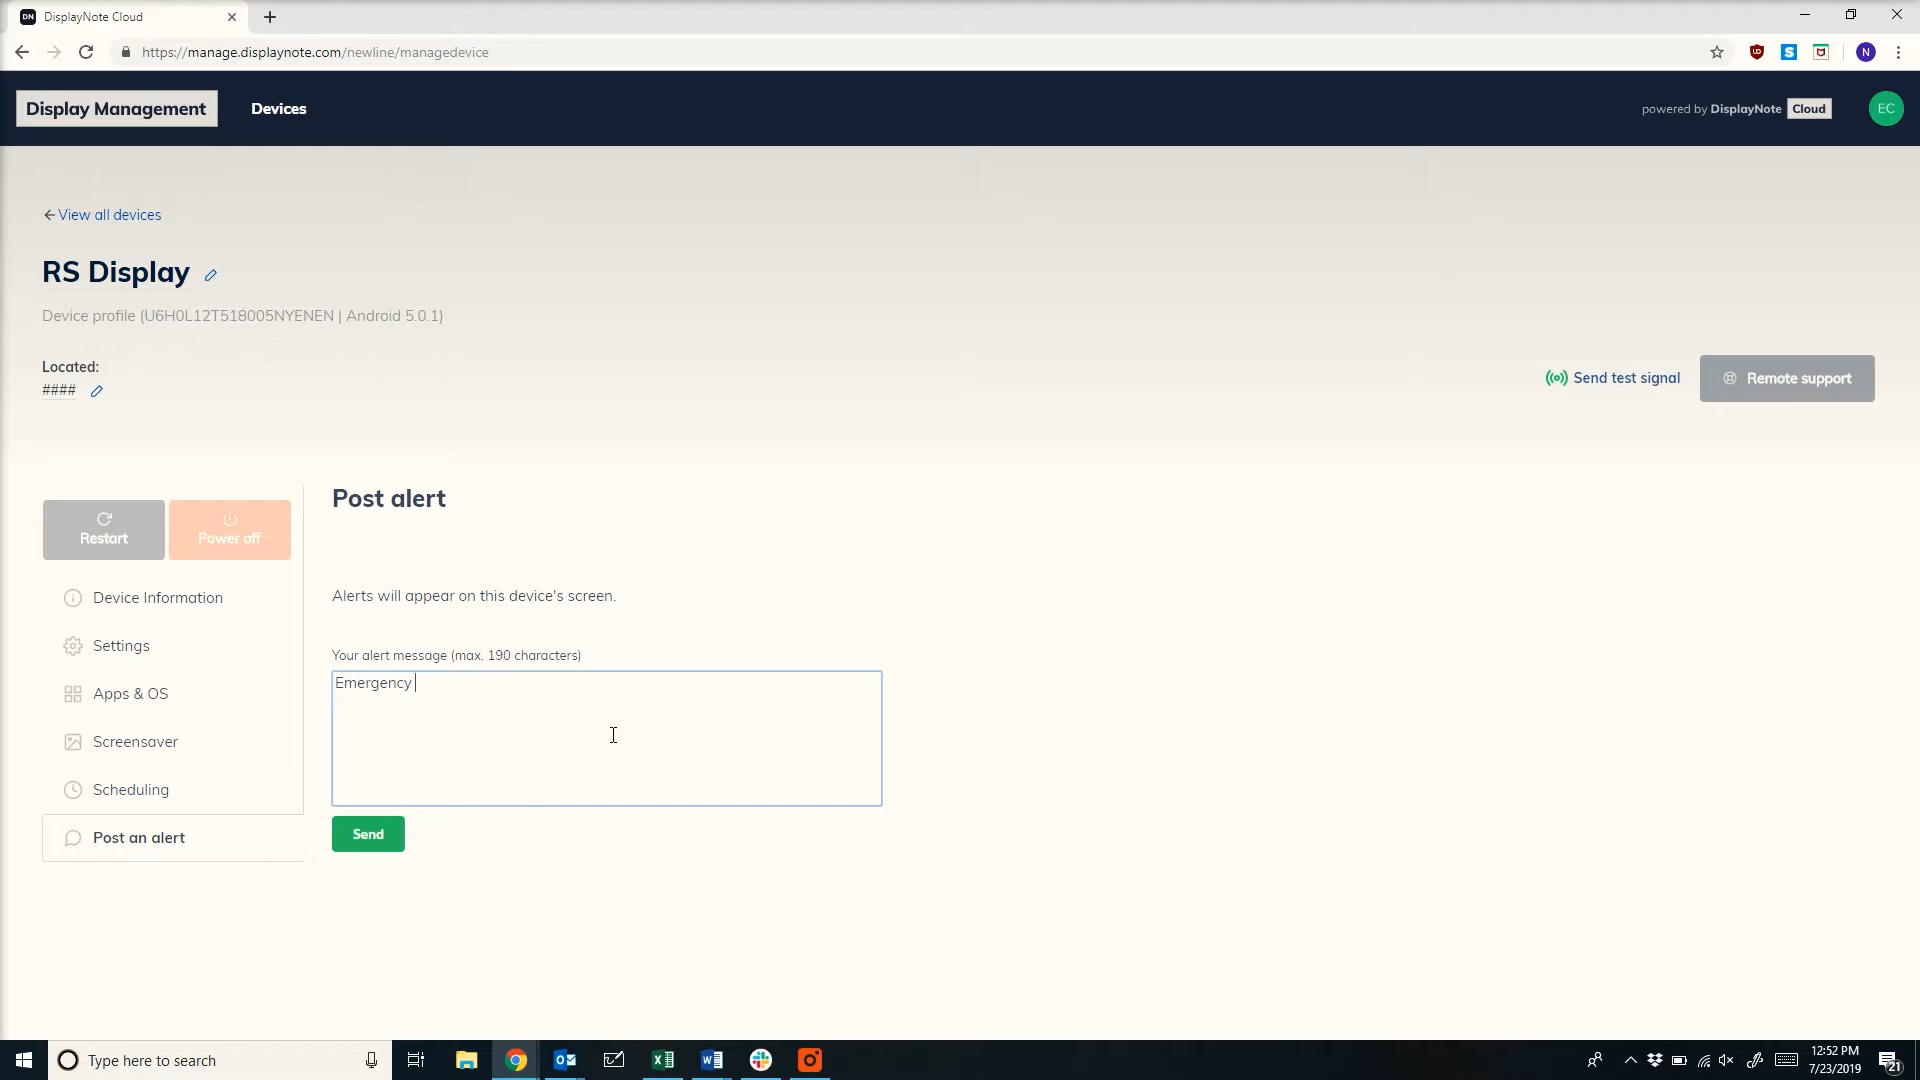 DN DisplayNote Cloud
https://manage.displaynote.com/newline/managedevice
N
Display Management Devices powered by DisplayNote Cloud EC
View all devices
RS Display
Device profile (U6H0L12T518005NYENEN | Android 5.0.1)
Located:
####
Send test signal
Remote support
Restart
Power off
Device Information
Settings
Apps & OS
Screensaver
Scheduling
Post an alert
Post alert
Alerts will appear on this device's screen.
Your alert message (max. 190 characters)
Emergency
Send
Type here to search
12:52 PM
7/23/2019
21